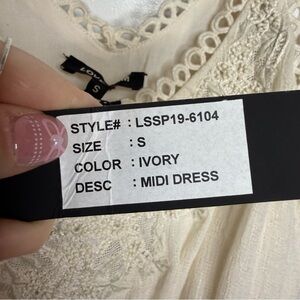 S
STYLE# : LSSP19-6104
SIZE : S
COLOR : IVORY
DESC : MIDI DRESS